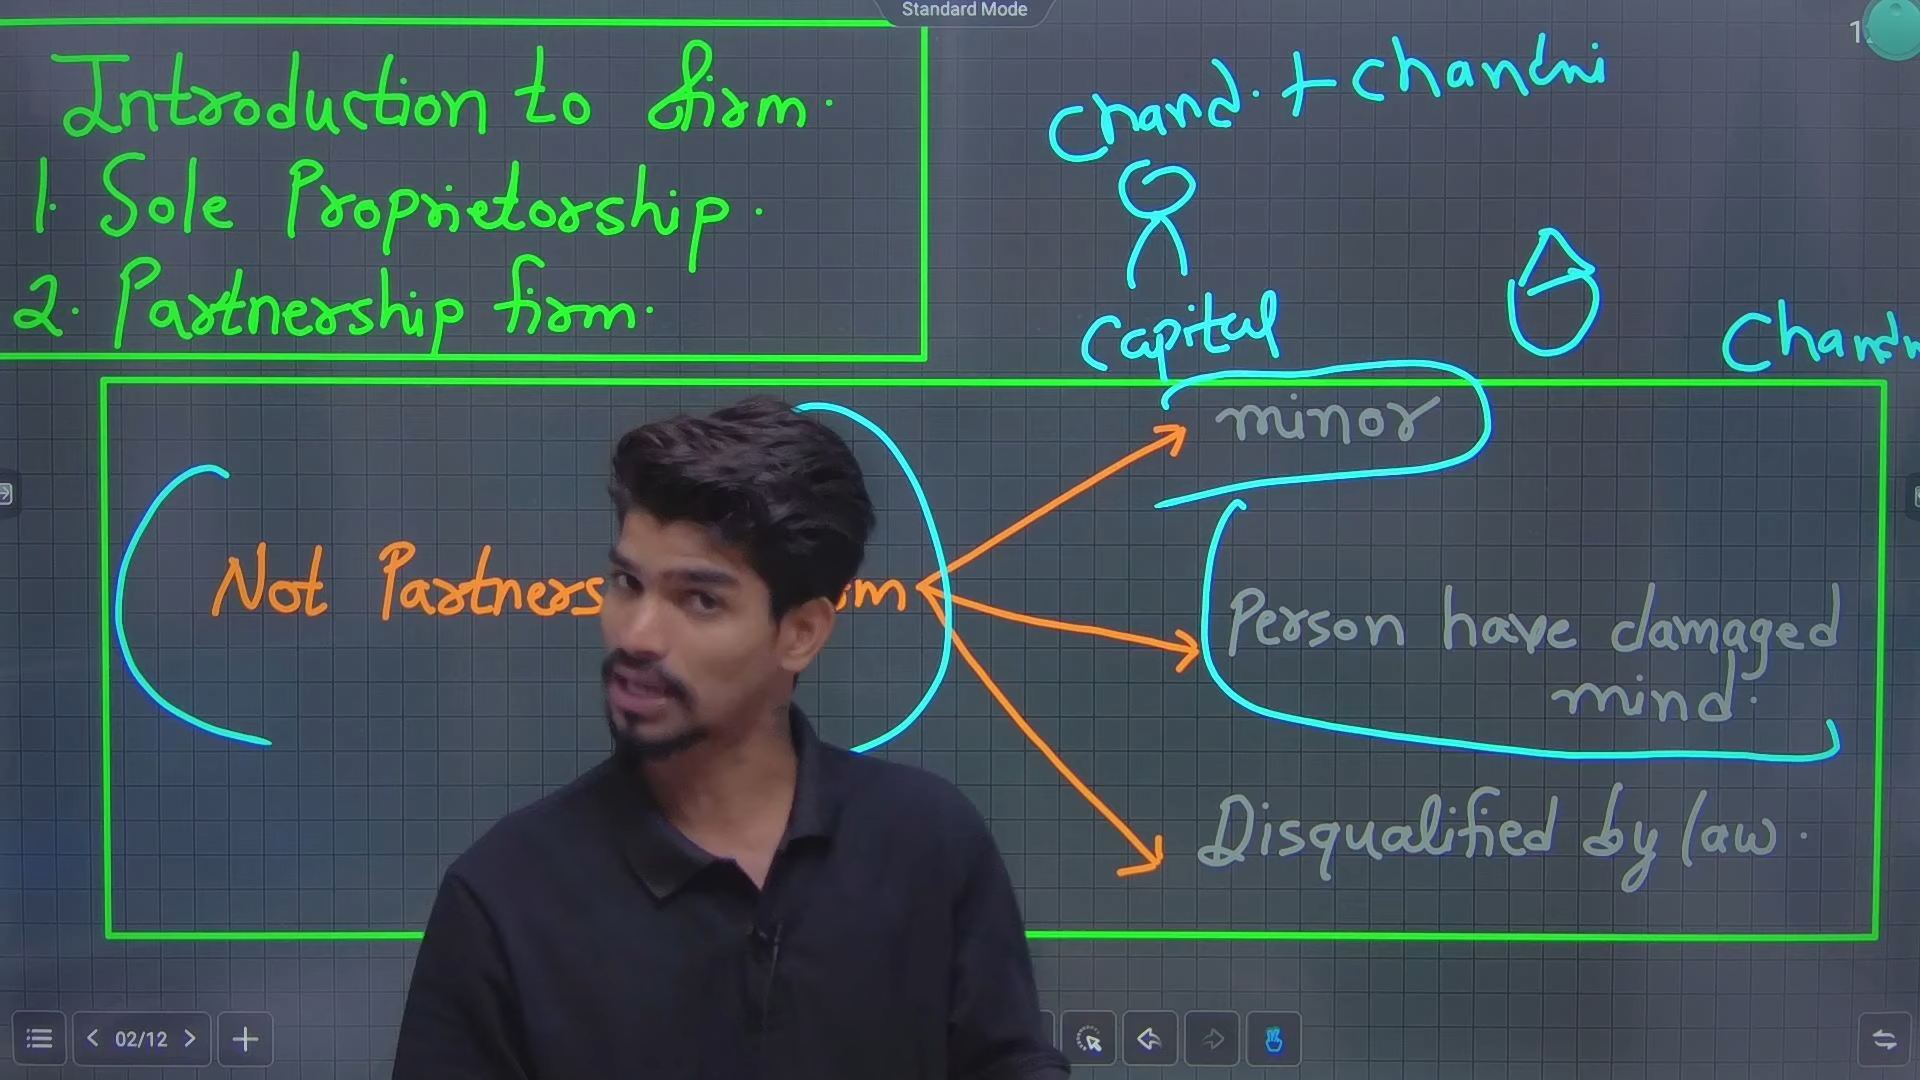 Standard Mode
Introduction to firm.
1. Sole Proprietorship.
2. Partnership firm.
Chand. + Chandni
Capital
minor
Not Partners
Person have damaged
mind.
Disqualified by law.
02/12